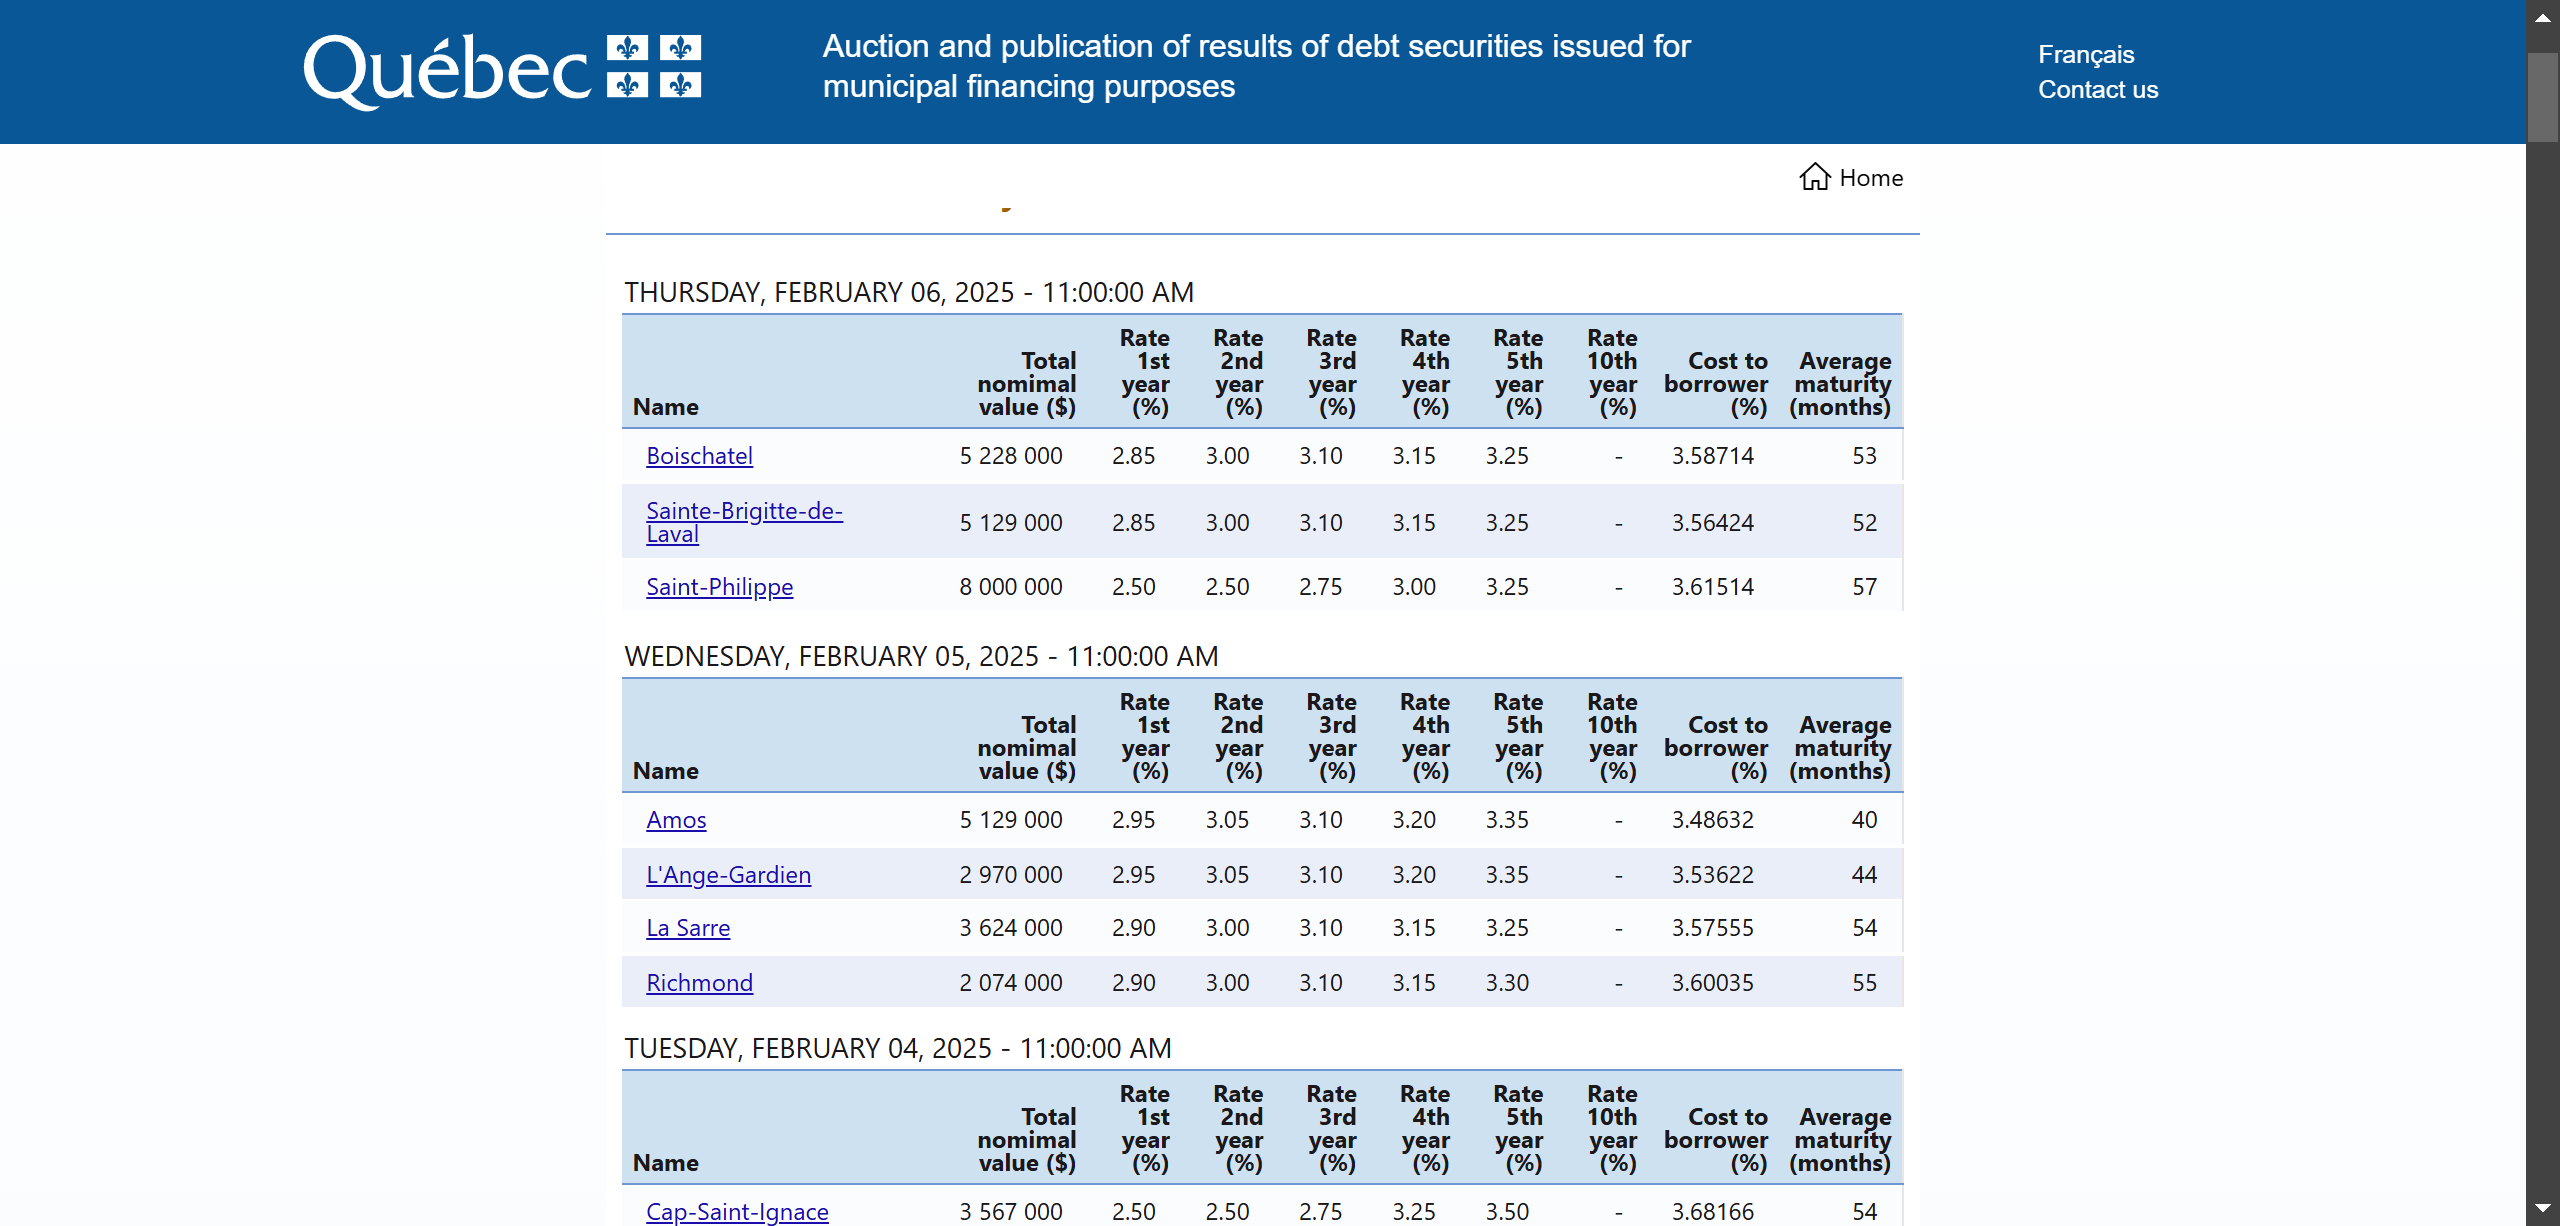 Québec
Auction and publication of results of debt securities issued for
municipal financing purposes
Français
Contact us
Home
THURSDAY, FEBRUARY 06, 2025 - 11:00:00 AM
Name Total nomimal value ($) Rate 1st year (%) Rate 2nd year (%) Rate 3rd year (%) Rate 4th year (%) Rate 5th year (%) Rate 10th year (%) Cost to borrower (%) Average maturity (months)
Boischatel 5 228 000 2.85 3.00 3.10 3.15 3.25 - 3.58714 53
Sainte-Brigitte-de-
Laval 5 129 000 2.85 3.00 3.10 3.15 3.25 - 3.56424 52
Saint-Philippe 8 000 000 2.50 2.50 2.75 3.00 3.25 - 3.61514 57
WEDNESDAY, FEBRUARY 05, 2025 - 11:00:00 AM
Name Total nomimal value ($) Rate 1st year (%) Rate 2nd year (%) Rate 3rd year (%) Rate 4th year (%) Rate 5th year (%) Rate 10th year (%) Cost to borrower (%) Average maturity (months)
Amos 5 129 000 2.95 3.05 3.10 3.20 3.35 - 3.48632 40
L'Ange-Gardien 2 970 000 2.95 3.05 3.10 3.20 3.35 - 3.53622 44
La Sarre 3 624 000 2.90 3.00 3.10 3.15 3.25 - 3.57555 54
Richmond 2 074 000 2.90 3.00 3.10 3.15 3.30 - 3.60035 55
TUESDAY, FEBRUARY 04, 2025 - 11:00:00 AM
Name Total nomimal value ($) Rate 1st year (%) Rate 2nd year (%) Rate 3rd year (%) Rate 4th year (%) Rate 5th year (%) Rate 10th year (%) Cost to borrower (%) Average maturity (months)
Cap-Saint-Ignace 3 567 000 2.50 2.50 2.75 3.25 3.50 - 3.68166 54